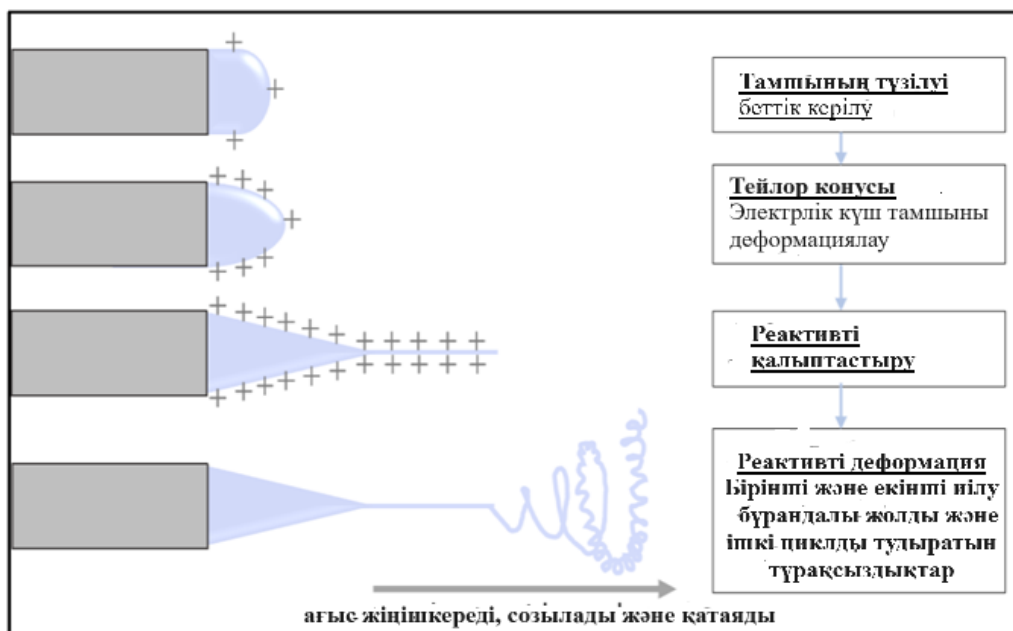 Тамшының түзілуі
беттік керілу
Тейлор конусы
Электрлік күш тамшыны
деформациялау
Реактивті
қалыптастыру
Реактивті деформация
Бірінші және екінші иілу
бұрандалы жолды және
ішкі циклды тудыратын
тұрақсыздықтар
ағыс жіңішкереді, созылады және қатаяды